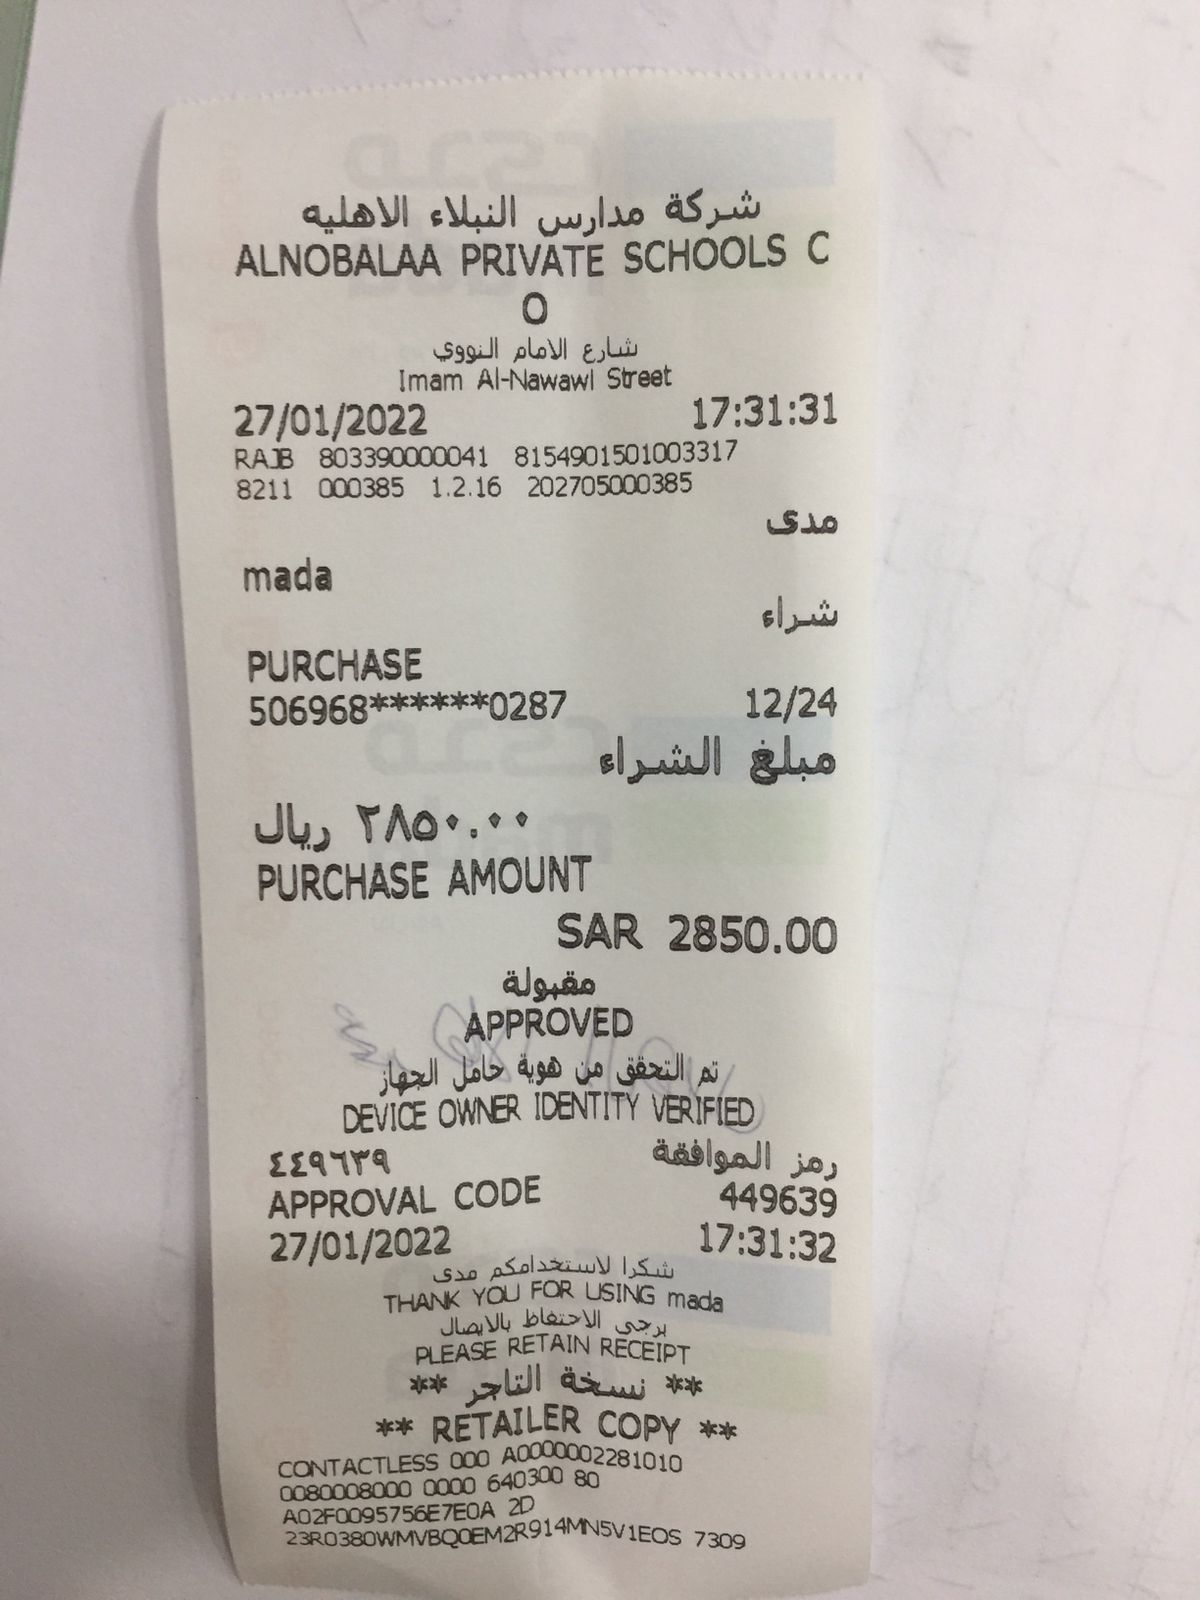 شركة مدارس النبلاء الاهليه
ALNOBALAA PRIVATE SCHOOLS C
O
شارع الامام النووي
Imam Al-Nawawi Street
27/01/2022 17:31:31
RAJB 803390000041 8154901501003317
8211 000385 1.2.16 202705000385
مدى
mada
شراء
PURCHASE
506968******0287 12/24
مبلغ الشراء
٢٨٥٠.٠٠ ريال
PURCHASE AMOUNT
SAR 2850.00
مقبولة
APPROVED
تم التحقق من هوية حامل الجهاز
DEVICE OWNER IDENTITY VERIFIED
رمز الموافقة ٤٤٩٦٣٩
APPROVAL CODE 449639
27/01/2022 17:31:32
شكرا لاستخدامكم مدى
THANK YOU FOR USING mada
يرجى الاحتفاظ بالايصال
PLEASE RETAIN RECEIPT
** نسخة التاجر **
** RETAILER COPY **
CONTACTLESS 000 A0000002281010
0080008000 0000 640300 80
A02F0095756E7E0A 2D
23R0380WMVBQ0EM2R914MN5V1EOS 7309